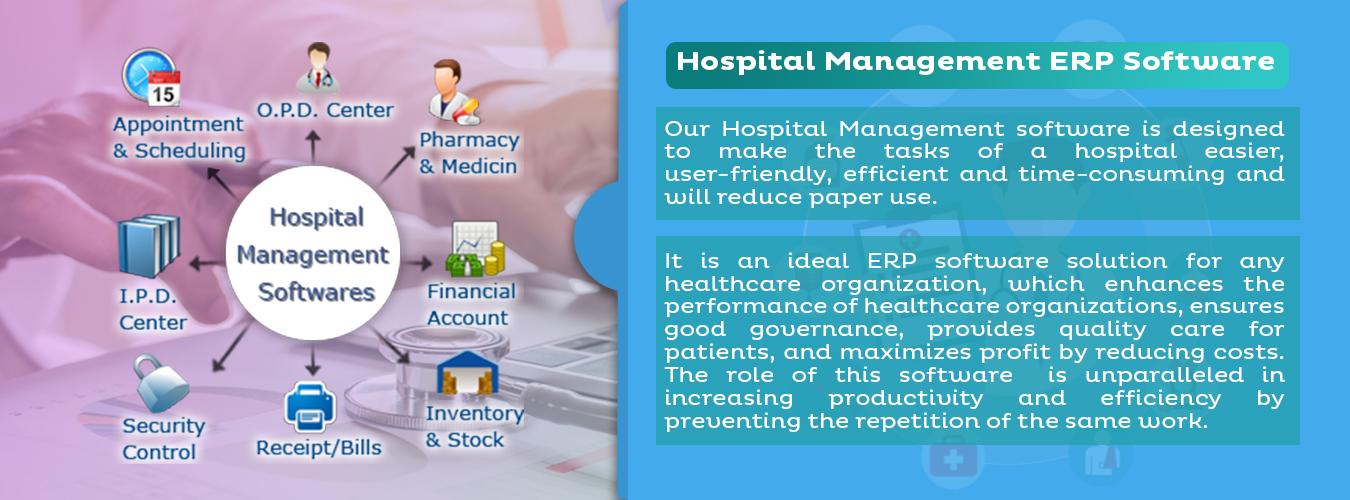 15
Appointment
& Scheduling
O.P.D. Center
Pharmacy
& Medicin
Hospital
Management
Softwares
I.P.D.
Center
Financial
Account
Security
Control
Receipt/Bills
Inventory
& Stock
Hospital Management ERP Software
Our Hospital Management software is designed
to make the tasks of a hospital easier,
user-friendly, efficient and time-consuming and
will reduce paper use.
It is an ideal ERP software solution for any
healthcare organization, which enhances the
performance of healthcare organizations, ensures
good governance, provides quality care for
patients, and maximizes profit by reducing costs.
The role of this software is unparalleled in
increasing productivity and efficiency by
preventing the repetition of the same work.